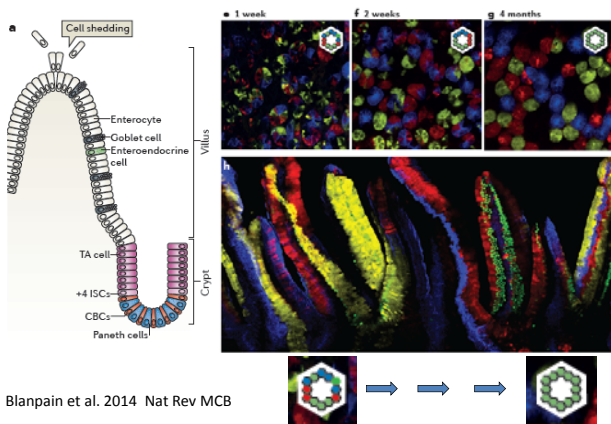 a
Cell shedding
Enterocyte
Goblet cell
Enteroendocrine
cell
Villus
TA cell
+4 ISCs
CBCs
Paneth cells
Crypt
e 1 week
f 2 weeks
g 4 months
h
Blanpain et al. 2014 Nat Rev MCB